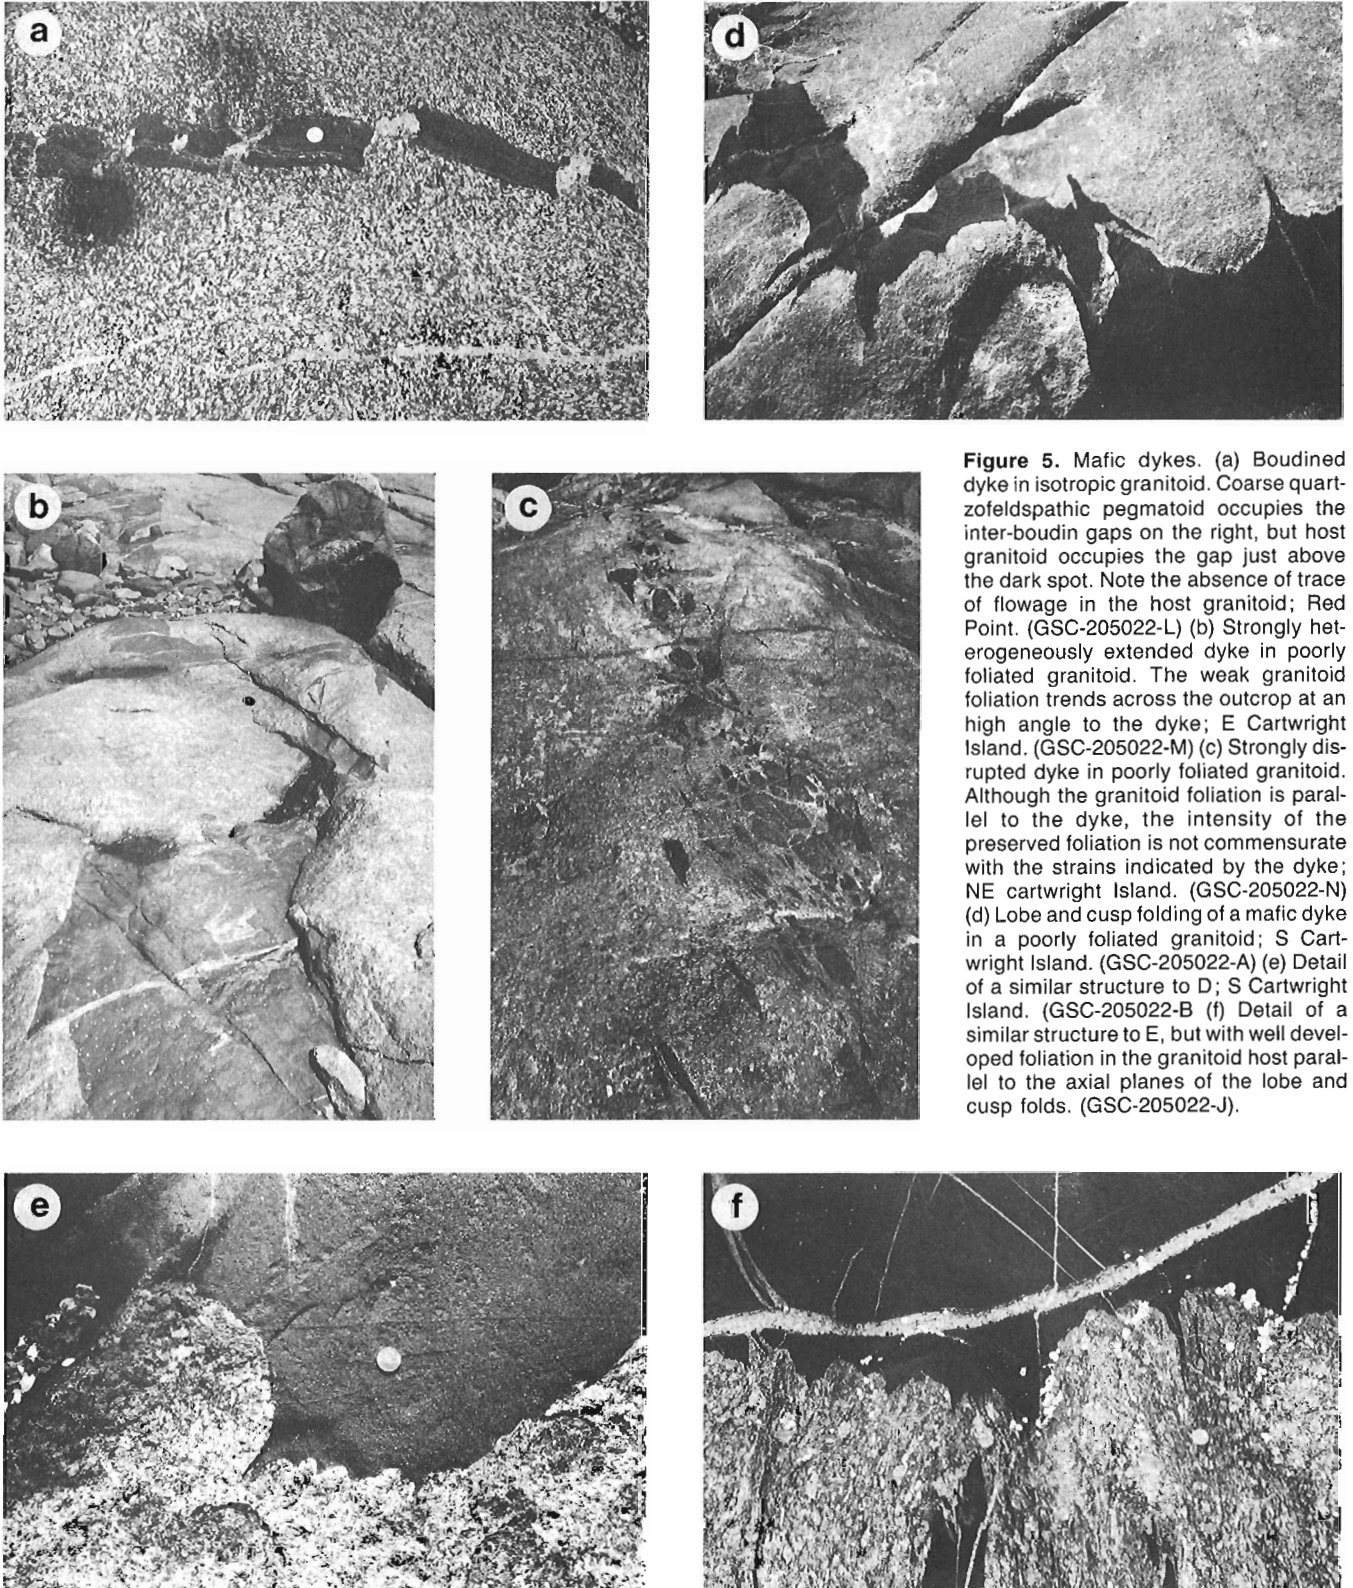 a
d
b
c
Figure 5. Mafic dykes. (a) Boudined
dyke in isotropic granitoid. Coarse quart-
zofeldspathic pegmatoid occupies the
inter-boudin gaps on the right, but host
granitoid occupies the gap just above
the dark spot. Note the absence of trace
of flowage in the host granitoid; Red
Point. (GSC-205022-L) (b) Strongly het-
erogeneously extended dyke in poorly
foliated granitoid. The weak granitoid
foliation trends across the outcrop at an
high angle to the dyke; E Cartwright
Island. (GSC-205022-M) (c) Strongly dis-
rupted dyke in poorly foliated granitoid.
Although the granitoid foliation is paral-
lel to the dyke, the intensity of the
preserved foliation is not commensurate
with the strains indicated by the dyke;
NE cartwright Island. (GSC-205022-N)
(d) Lobe and cusp folding of a mafic dyke
in a poorly foliated granitoid; S Cart-
wright Island. (GSC-205022-A) (e) Detail
of a similar structure to D; S Cartwright
Island. (GSC-205022-B (f) Detail of a
similar structure to E, but with well devel-
oped foliation in the granitoid host paral-
lel to the axial planes of the lobe and
cusp folds. (GSC-205022-J).
e
f